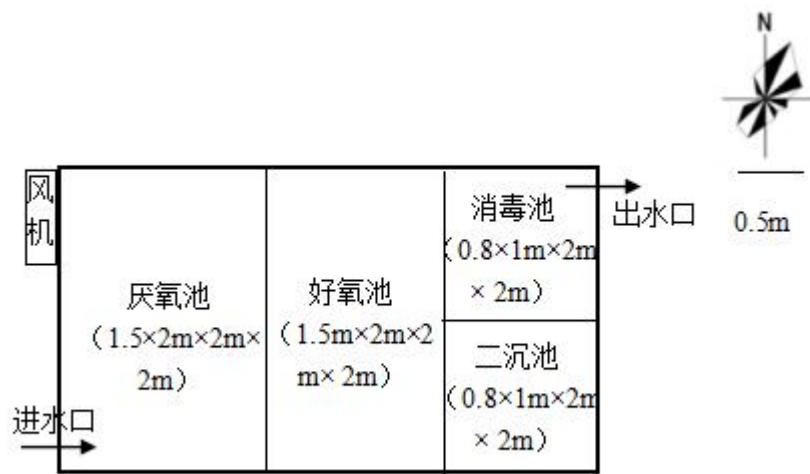 N
风
机
消毒池
（0.8×1m×2m
× 2m）
出水口
0.5m
厌氧池
（1.5×2m×2m×
2m）
好氧池
（1.5m×2m×2
m× 2m）
二沉池
（0.8×1m×2m
× 2m）
进水口